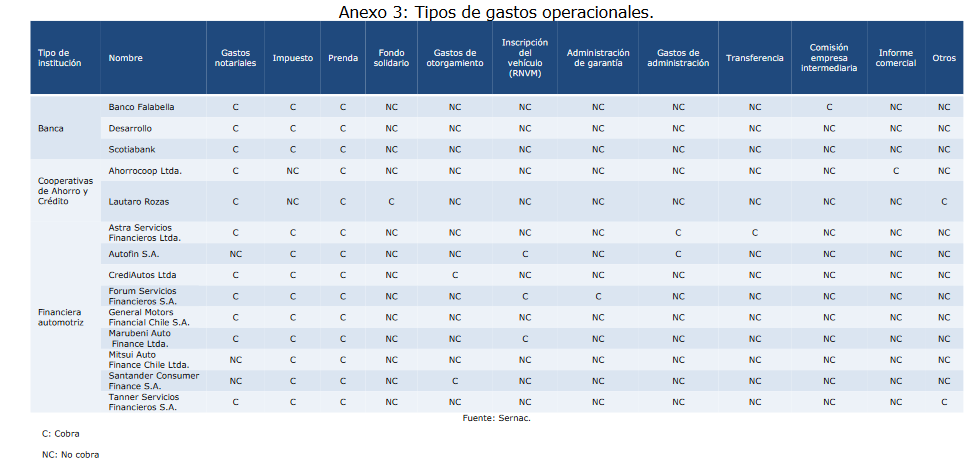 Anexo 3: Tipos de gastos operacionales.
Tipo de institución Nombre Gastos notariales Impuesto Prenda Fondo solidario Gastos de otorgamiento Inscripción del vehículo (RNVM) Administración de garantía Gastos de administración Transferencia Comisión empresa intermediaria Informe comercial Otros
Banca
Banco Falabella C C C NC NC NC NC NC NC C NC NC
Desarrollo C C C NC NC NC NC NC NC NC NC NC
Scotiabank C C C NC NC NC NC NC NC NC NC NC
Cooperativas de Ahorro y Crédito
Ahorrocoop Ltda. C NC C NC NC NC NC NC NC NC C NC
Lautaro Rozas C NC C C NC NC NC NC NC NC NC C
Financiera automotriz
Astra Servicios Financieros Ltda. C C C NC NC NC NC C C NC NC NC
Autofin S.A. NC C C NC NC C NC C NC NC NC NC
CrediAutos Ltda C C C NC C NC NC NC NC NC NC NC
Forum Servicios Financieros S.A. C C C NC NC C C NC NC NC NC NC
General Motors Financial Chile S.A. C C C NC NC NC NC NC NC NC NC NC
Marubeni Auto Finance Ltda. C C C NC NC C NC NC NC NC NC NC
Mitsui Auto Finance Chile Ltda. NC C C NC NC NC NC NC NC NC NC NC
Santander Consumer Finance S.A. NC C C NC C NC NC NC NC NC NC NC
Tanner Servicios Financieros S.A. C C C NC NC NC NC NC NC NC NC C
Fuente: Sernac.
C: Cobra
NC: No cobra